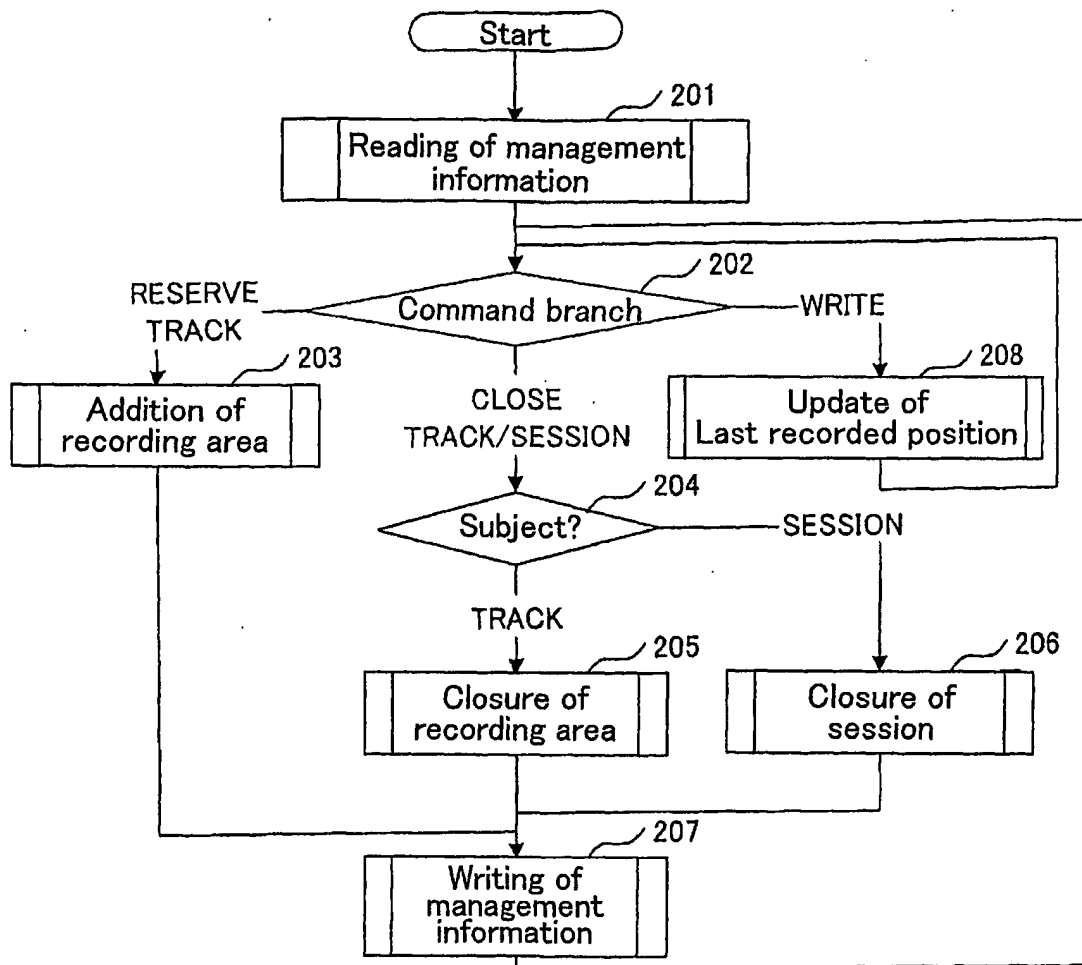 Start
201
Reading of management
information
202
Command branch
RESERVE
TRACK
WRITE
203
Addition of
recording area
208
Update of
Last recorded position
CLOSE
TRACK/SESSION
204
Subject?
SESSION
TRACK
205
Closure of
recording area
206
Closure of
session
207
Writing of
management
information